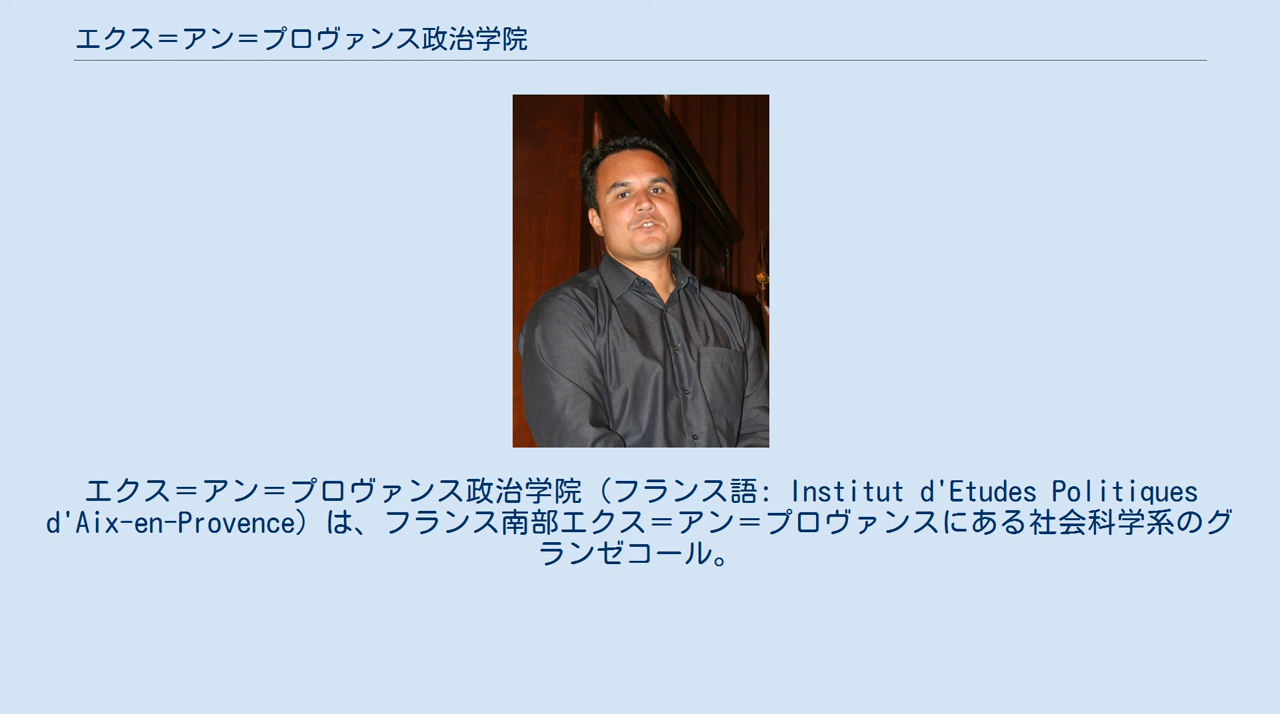 エクス＝アン＝プロヴァンス政治学院
エクス＝アン＝プロヴァンス政治学院（フランス語: Institut d'Etudes Politiques
d'Aix-en-Provence）は、フランス南部エクス＝アン＝プロヴァンスにある社会科学系のグ
ランゼコール。